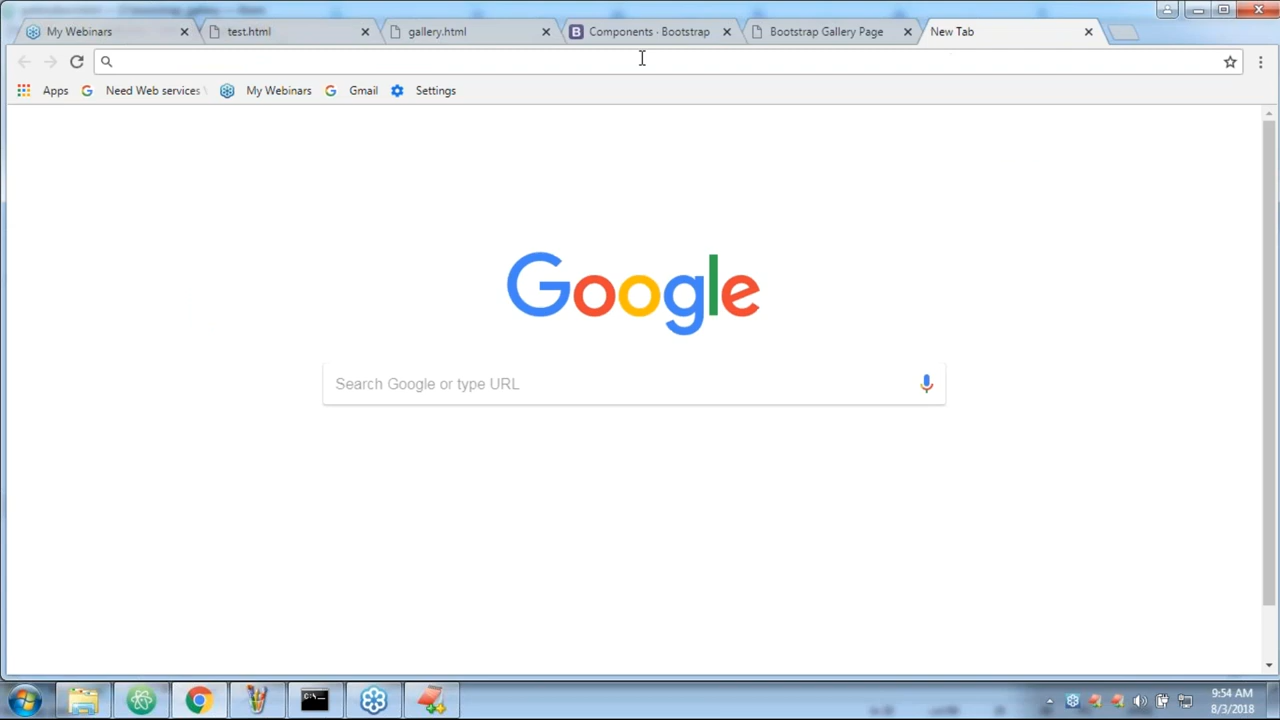 My Webinars
test.html
gallery.html
Components · Bootstrap
Bootstrap Gallery Page
New Tab
Apps
Need Web services
My Webinars
Gmail
Settings
Google
Search Google or type URL
9:54 AM
8/3/2018